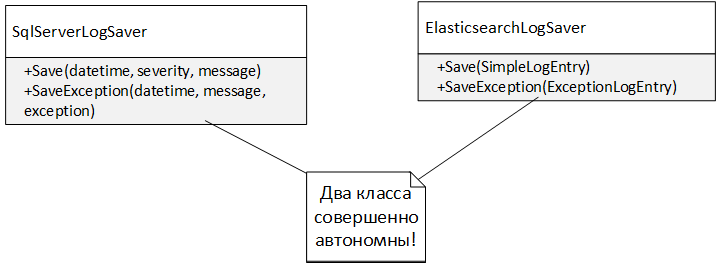 SqlServerLogSaver
+Save(datetime, severity, message)
+SaveException(datetime, message,
exception)
ElasticsearchLogSaver
+Save(SimpleLogEntry)
+SaveException(ExceptionLogEntry)
Два класса
совершенно
автономны!